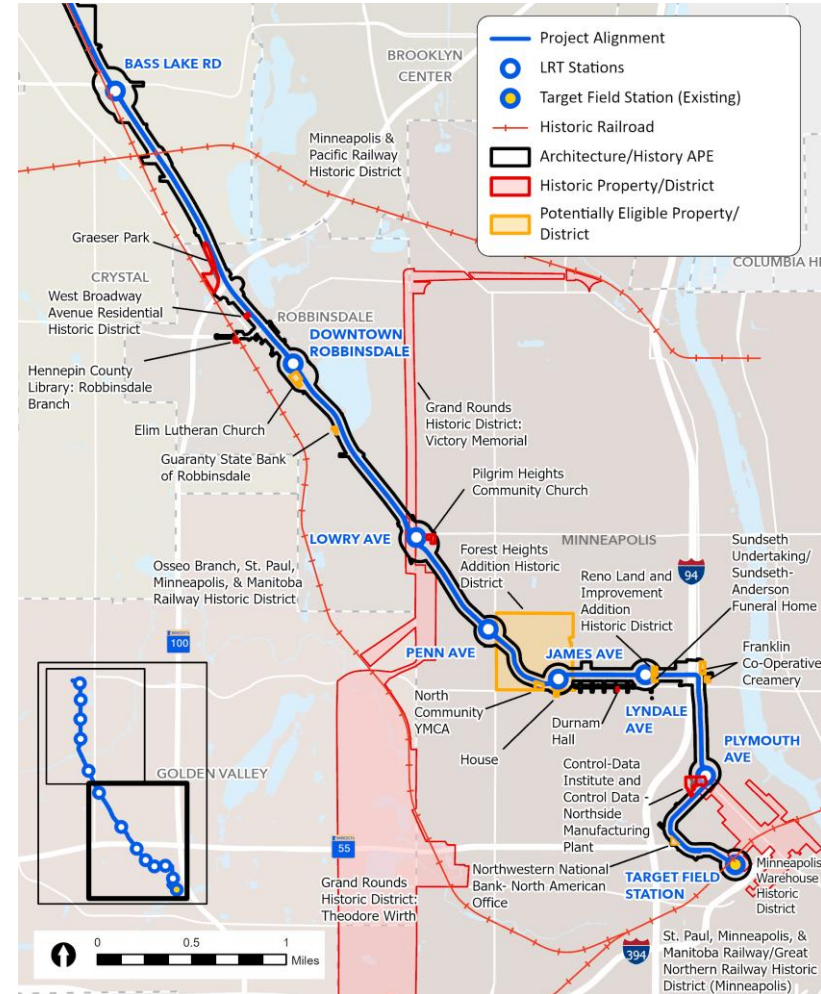 BASS LAKE RD
BROOKLYN
CENTER
Project Alignment
LRT Stations
Target Field Station (Existing)
Historic Railroad
Architecture/History APE
Historic Property/District
Potentially Eligible Property/
District
Minneapolis &
Pacific Railway
Historic District
Graeser Park
CRYSTAL
COLUMBIA HE
West Broadway
Avenue Residential
Historic District
ROBBINSDALE
DOWNTOWN
ROBBINSDALE
Hennepin County
Library: Robbinsdale
Branch
Elim Lutheran Church
Grand Rounds
Historic District:
Victory Memorial
Guaranty State Bank
of Robbinsdale
Pilgrim Heights
Community Church
LOWRY AVE
MINNEAPOLIS
Forest Heights
Addition Historic
District
Sundseth
Undertaking/
Sundseth-
Anderson
Funeral Home
Osseo Branch, St. Paul,
Minneapolis, & Manitoba
Railway Historic District
Reno Land and
Improvement
Addition
Historic District
94
Franklin
Co-Operative
Creamery
100
PENN AVE
JAMES AVE
North
Community
YMCA
House
Durnam
Hall
LYNDALE
AVE
PLYMOUTH
AVE
GOLDEN VALLEY
Control-Data
Institute and
Control Data -
Northside
Manufacturing
Plant
55
Grand Rounds
Historic District:
Theodore Wirth
Northwestern National
Bank- North American
Office
TARGET FIELD
STATION
Minneapolis
Warehouse
Historic
District
394
St. Paul, Minneapolis, &
Manitoba Railway/Great
Northern Railway Historic
District (Minneapolis)
0 0.5 1
Miles